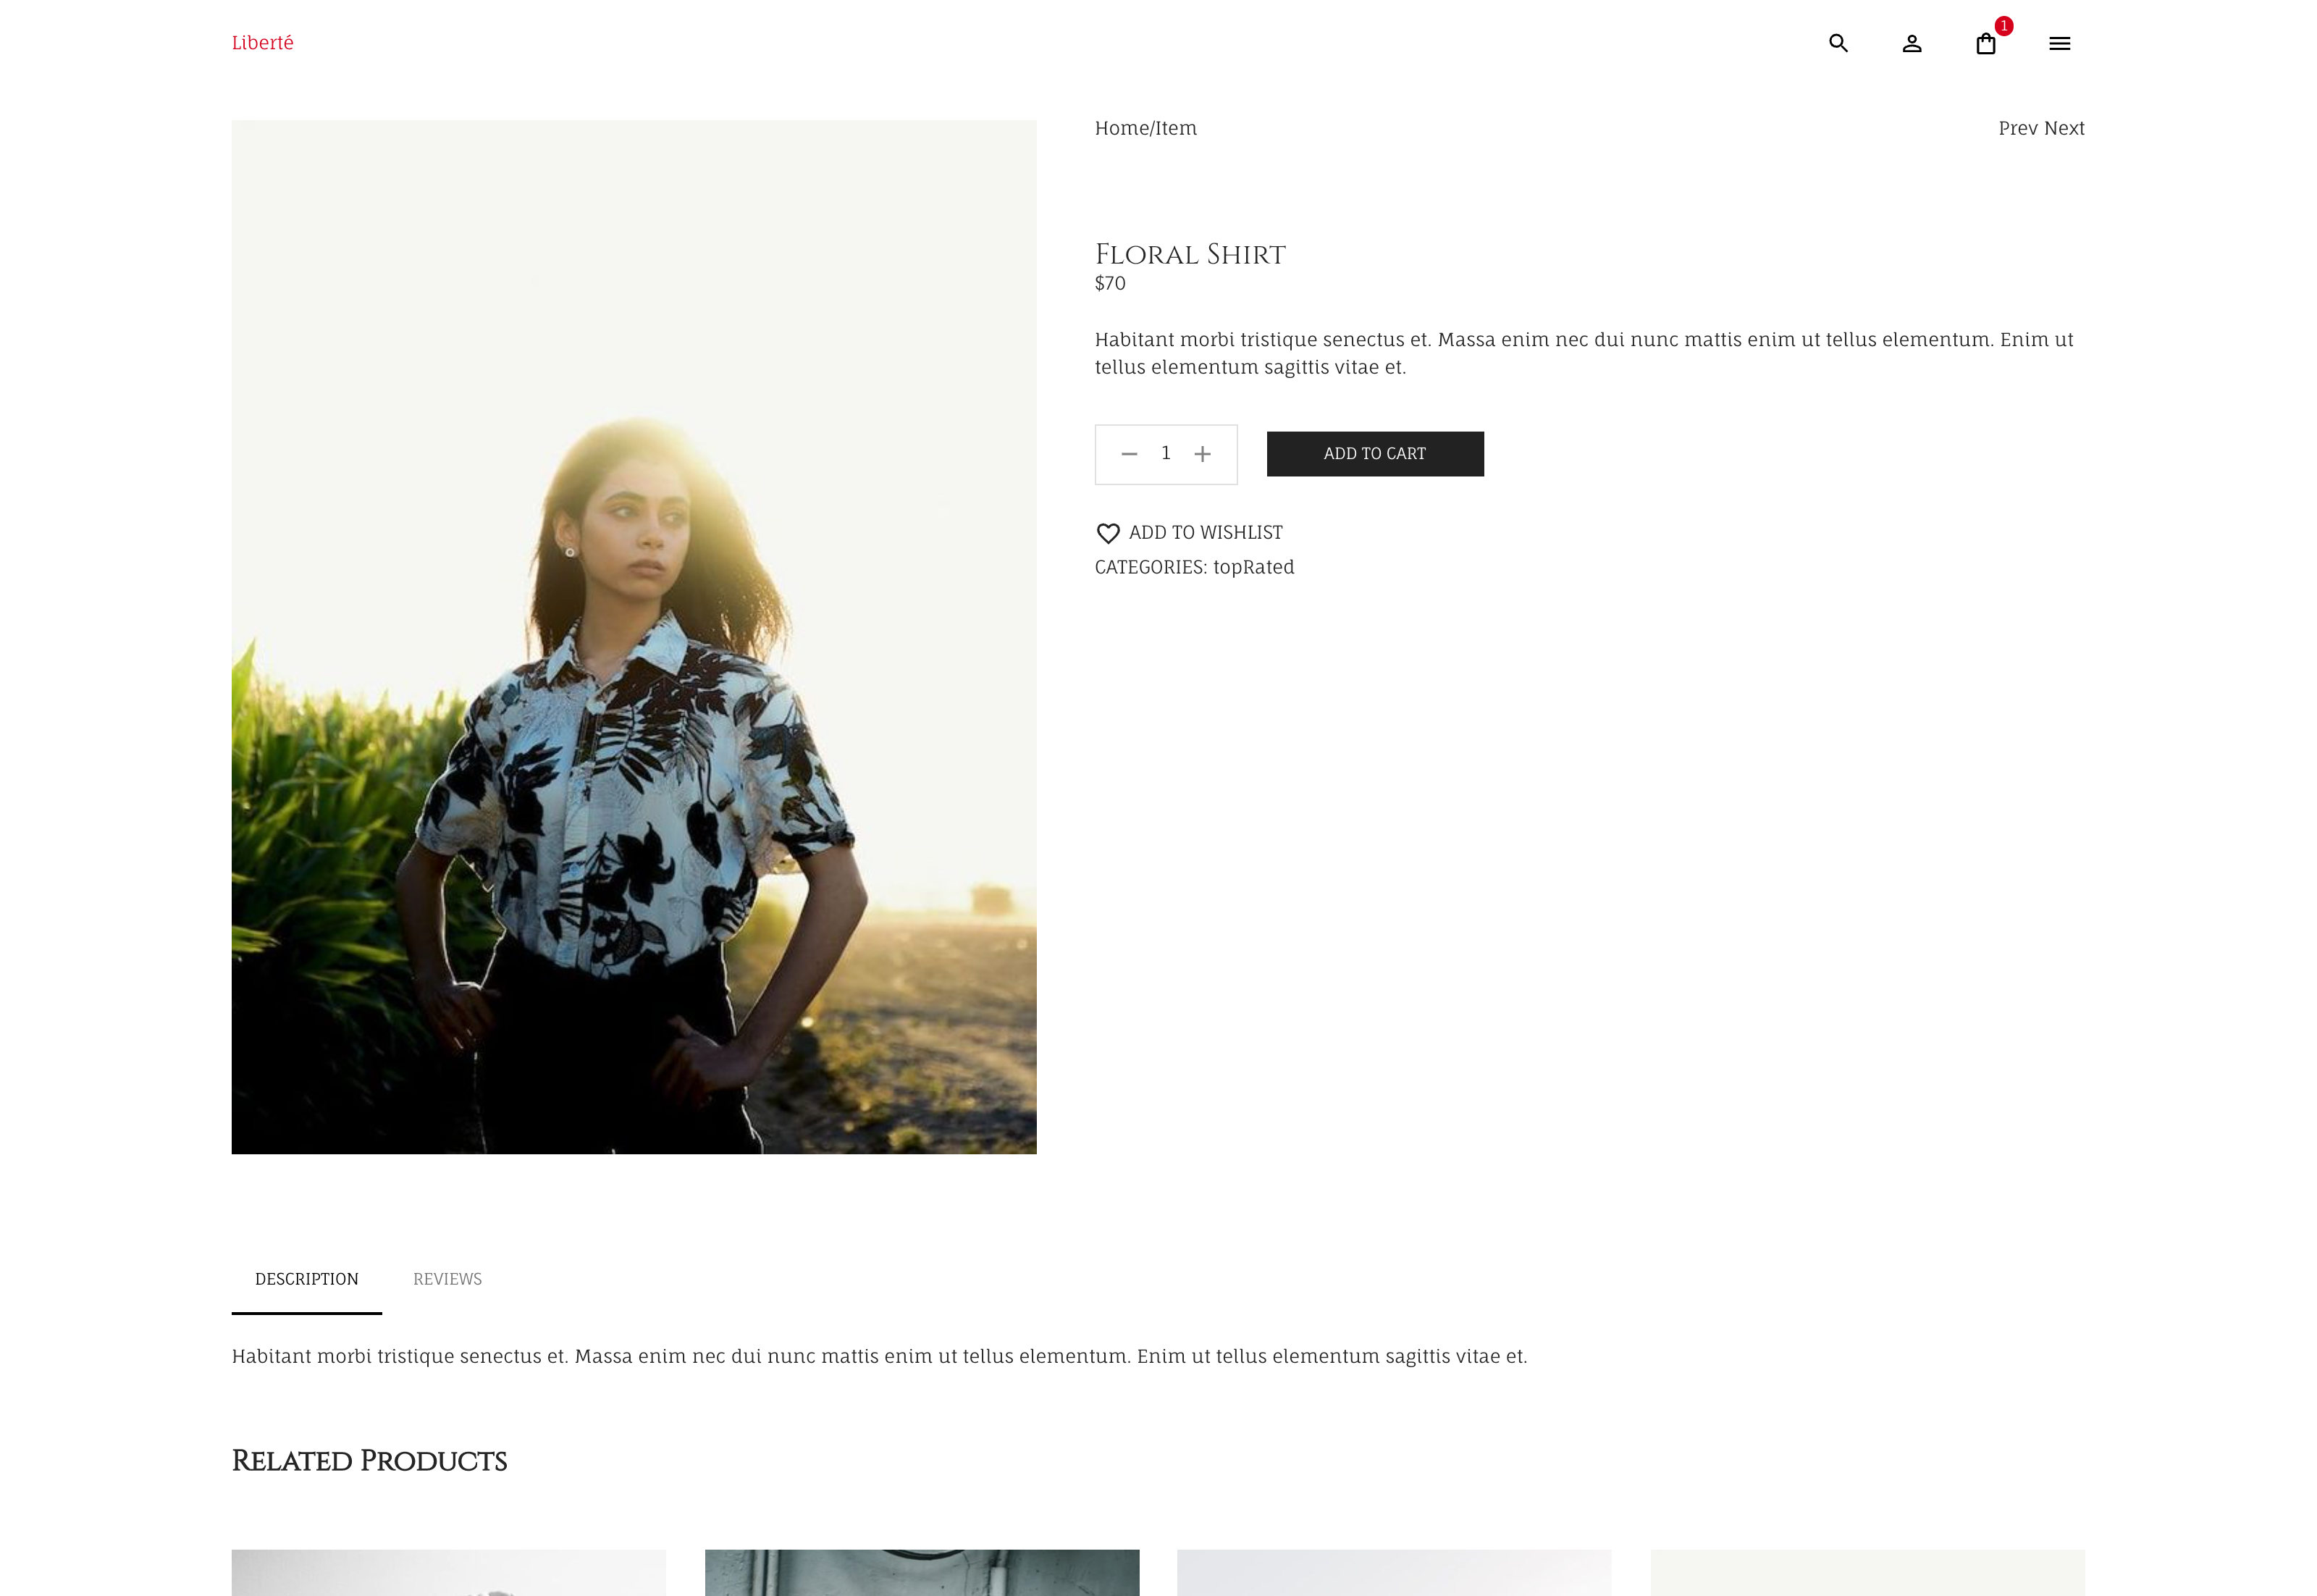 Liberté
1
Home/Item
Prev Next
Floral Shirt
$70
Habitant morbi tristique senectus et. Massa enim nec dui nunc mattis enim ut tellus elementum. Enim ut
tellus elementum sagittis vitae et.
1
ADD TO CART
ADD TO WISHLIST
CATEGORIES: topRated
DESCRIPTION
REVIEWS
Habitant morbi tristique senectus et. Massa enim nec dui nunc mattis enim ut tellus elementum. Enim ut tellus elementum sagittis vitae et.
Related Products